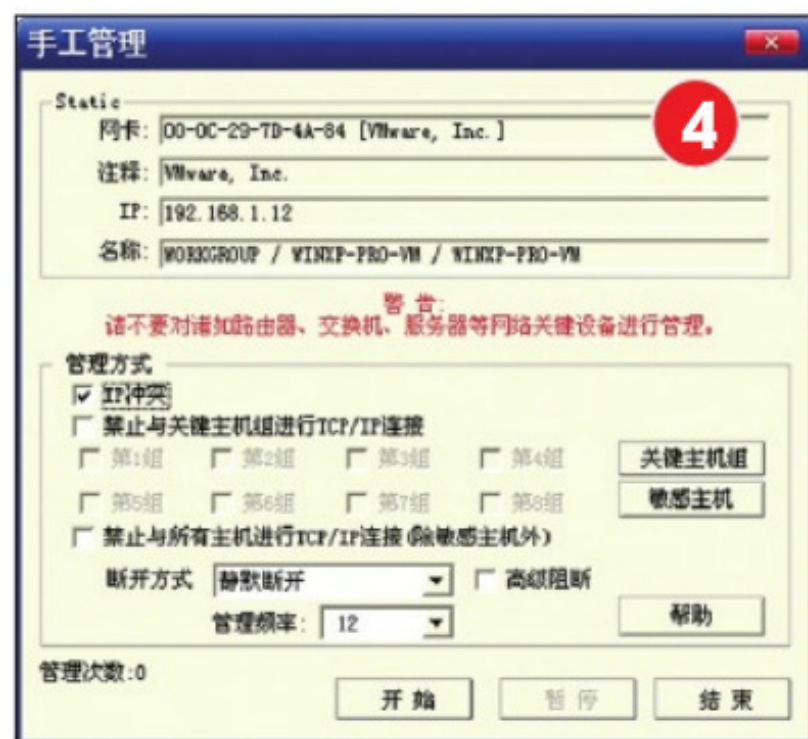 手工管理
4
Static
网卡: 00-0C-29-7D-4A-84 [VMware, Inc.]
注释: VMware, Inc.
IP: 192.168.1.12
名称: WORKGROUP / WINXP-PRO-VM / WINXP-PRO-VM
警 告:
请不要对诸如路由器、交换机、服务器等网络关键设备进行管理。
管理方式
IP冲突
禁止与关键主机组进行TCP/IP连接
第1组 第2组 第3组 第4组 关键主机组
第5组 第6组 第7组 第8组 敏感主机
禁止与所有主机进行TCP/IP连接(除敏感主机外)
断开方式 静默断开 高级阻断
管理频率: 12 帮助
管理次数:0
开 始 暂 停 结 束